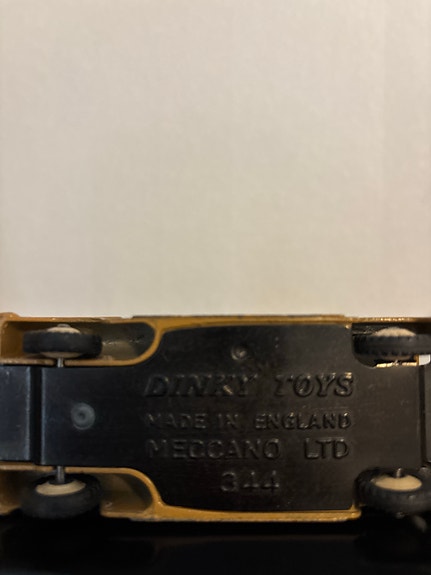 DINKY TOYS
MADE IN ENGLAND
MECCANO LTD
344